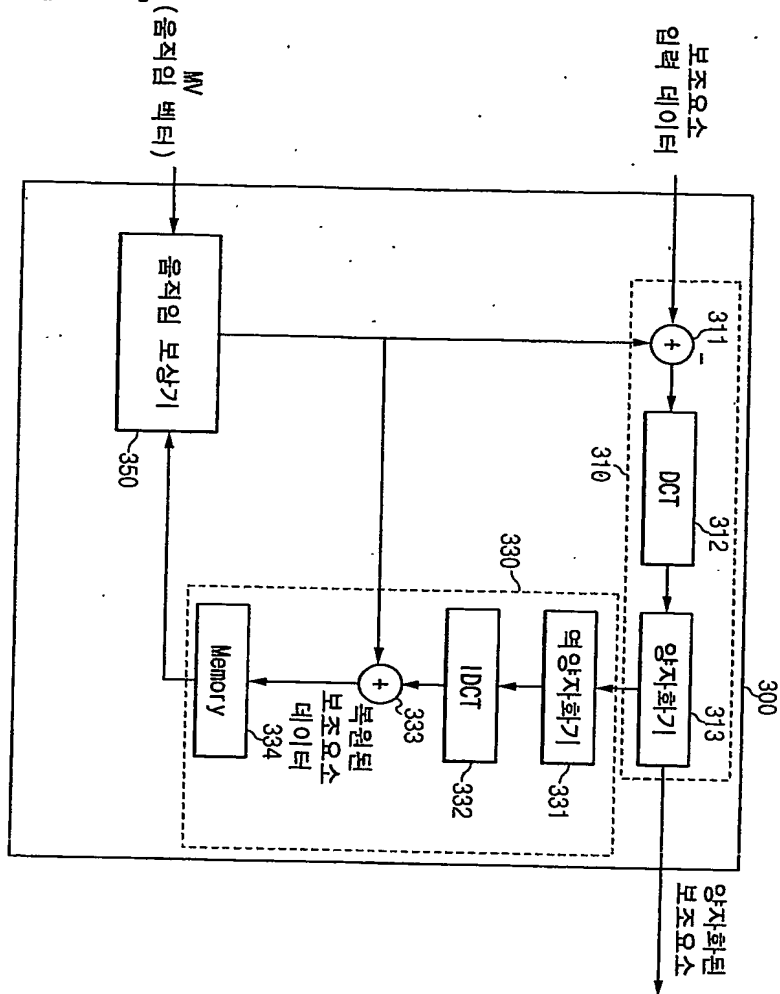 300
310
보조요소
입력 데이터
311
+
-
DCT
312
양자화기
313
양자화된
보조요소
330
역양자화기
331
IDCT
332
+
333
복원된
보조요소
데이터
Memory
334
MV
(움직임 벡터)
움직임 보상기
350